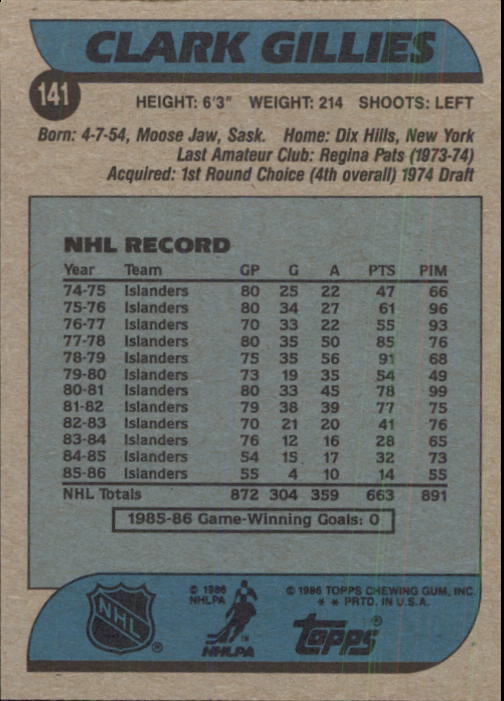 CLARK GILLIES
141
HEIGHT: 6'3" WEIGHT: 214 SHOOTS: LEFT
Born: 4-7-54, Moose Jaw, Sask. Home: Dix Hills, New York
Last Amateur Club: Regina Pats (1973-74)
Acquired: 1st Round Choice (4th overall) 1974 Draft
NHL RECORD
Year Team GP G A PTS PIM
74-75 Islanders 80 25 22 47 66
75-76 Islanders 80 34 27 61 96
76-77 Islanders 70 33 22 55 93
77-78 Islanders 80 35 50 85 76
78-79 Islanders 75 35 56 91 68
79-80 Islanders 73 19 35 54 49
80-81 Islanders 80 33 45 78 99
81-82 Islanders 79 38 39 77 75
82-83 Islanders 70 21 20 41 76
83-84 Islanders 76 12 16 28 65
84-85 Islanders 54 15 17 32 73
85-86 Islanders 55 4 10 14 55
NHL Totals 872 304 359 663 891
1985-86 Game-Winning Goals: 0
NHL ®
© 1986
NHLPA
TM
NHLPA
© 1986 TOPPS CHEWING GUM, INC.
* * PRTD. IN U.S.A.
topps ®